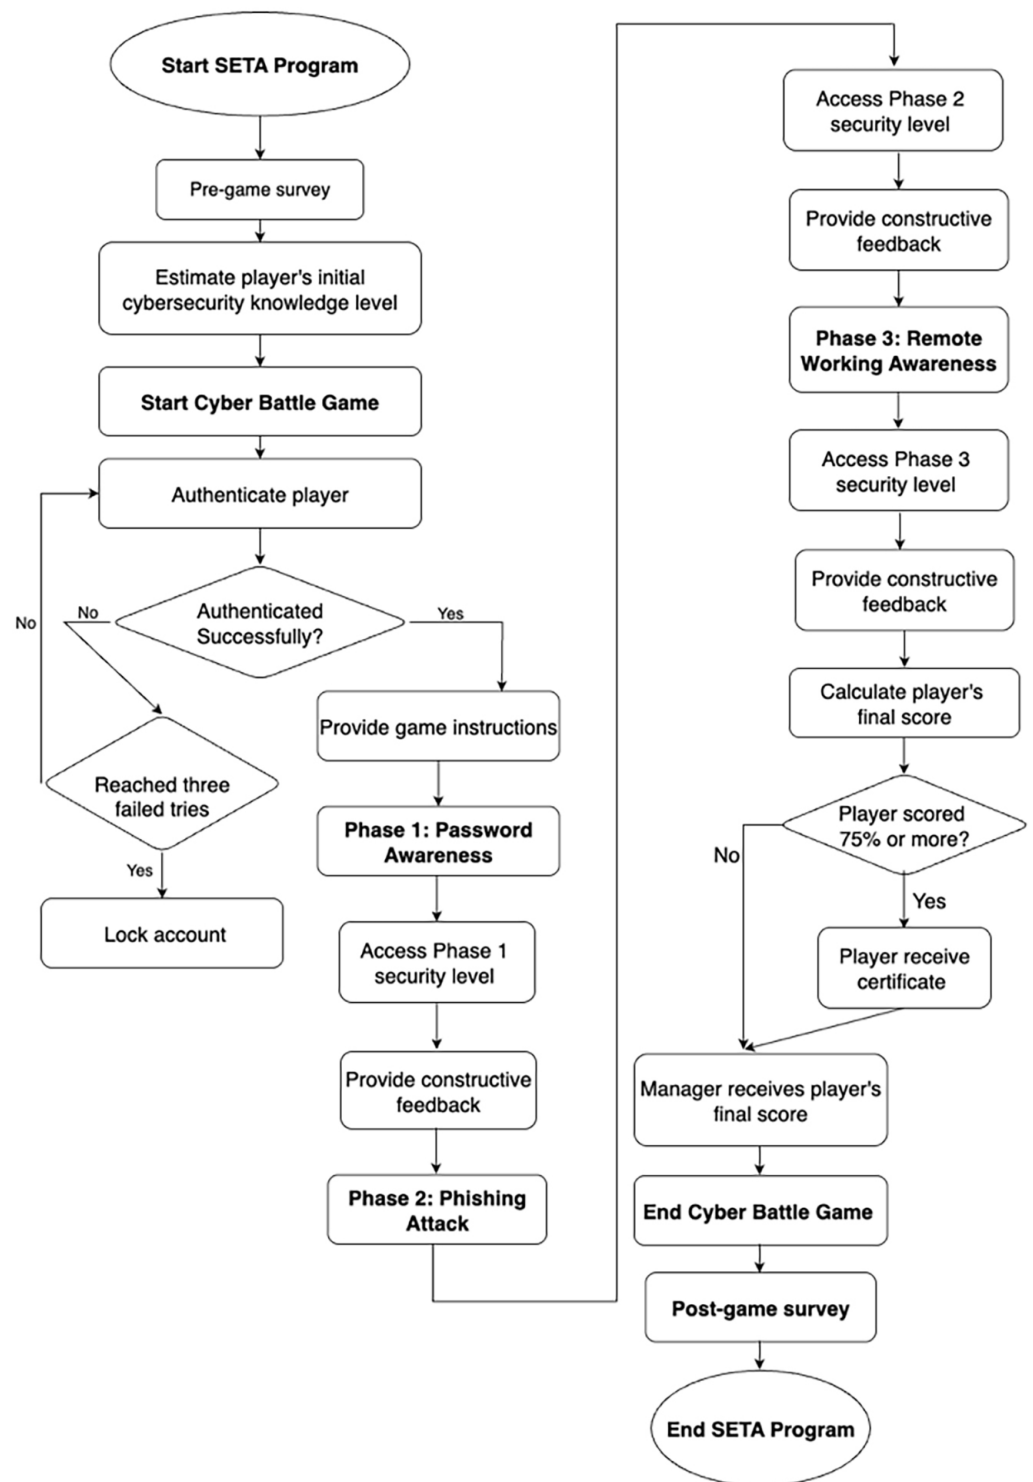 Start SETA Program
Pre-game survey
Estimate player's initial
cybersecurity knowledge level
Start Cyber Battle Game
Authenticate player
Authenticated
Successfully?
No
Yes
No
Reached three
failed tries
Yes
Lock account
Provide game instructions
Phase 1: Password
Awareness
Access Phase 1
security level
Provide constructive
feedback
Phase 2: Phishing
Attack
Access Phase 2
security level
Provide constructive
feedback
Phase 3: Remote
Working Awareness
Access Phase 3
security level
Provide constructive
feedback
Calculate player's
final score
Player scored
75% or more?
No
Yes
Player receive
certificate
Manager receives player's
final score
End Cyber Battle Game
Post-game survey
End SETA Program